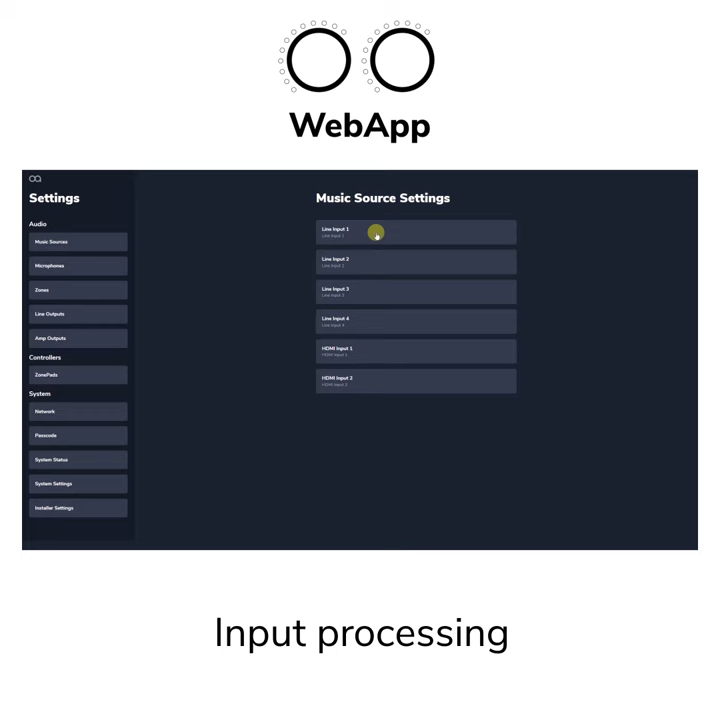 WebApp
Settings
Audio
Music Sources
Microphones
Zones
Line Outputs
Amp Outputs
Controllers
ZonePads
System
Network
Passcode
System Status
System Settings
Installer Settings
Music Source Settings
Line Input 1
Line Input 1
Line Input 2
Line Input 2
Line Input 3
Line Input 3
Line Input 4
Line Input 4
HDMI Input 1
HDMI Input 1
HDMI Input 2
HDMI Input 2
Input processing